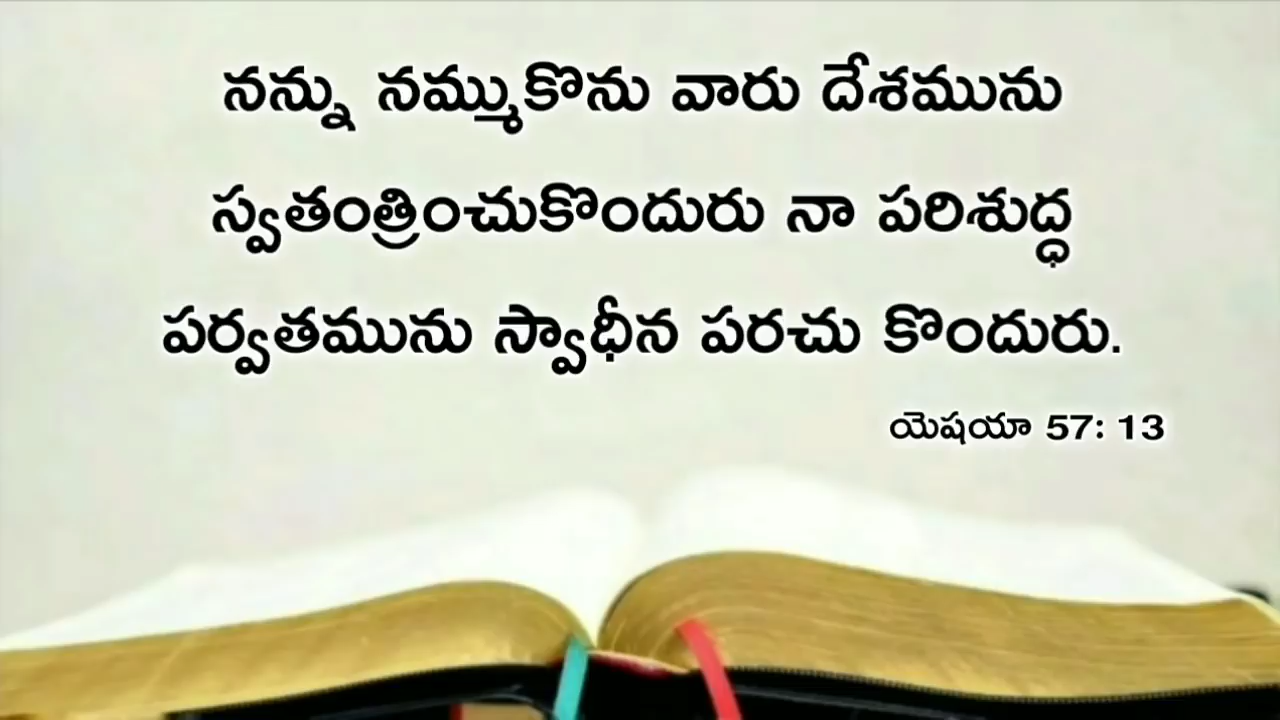 నన్ను నమ్ముకొను వారు దేశమును
స్వతంత్రించుకొందురు నా పరిశుద్ధ
పర్వతమును స్వాధీన పరచు కొందురు.
యెషయా 57: 13